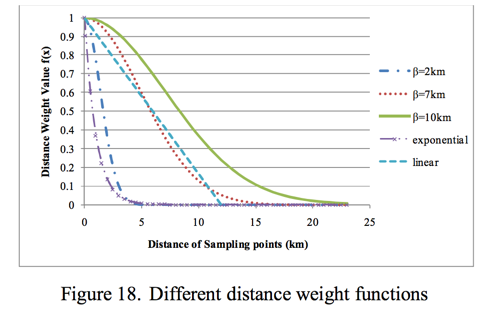 1
0.9
0.8
0.7
0.6
0.5
0.4
0.3
0.2
0.1
0
Distance Weight Value f(x)
0 5 10 15 20 25
Distance of Sampling points (km)
β=2km
β=7km
β=10km
exponential
linear
Figure 18. Different distance weight functions